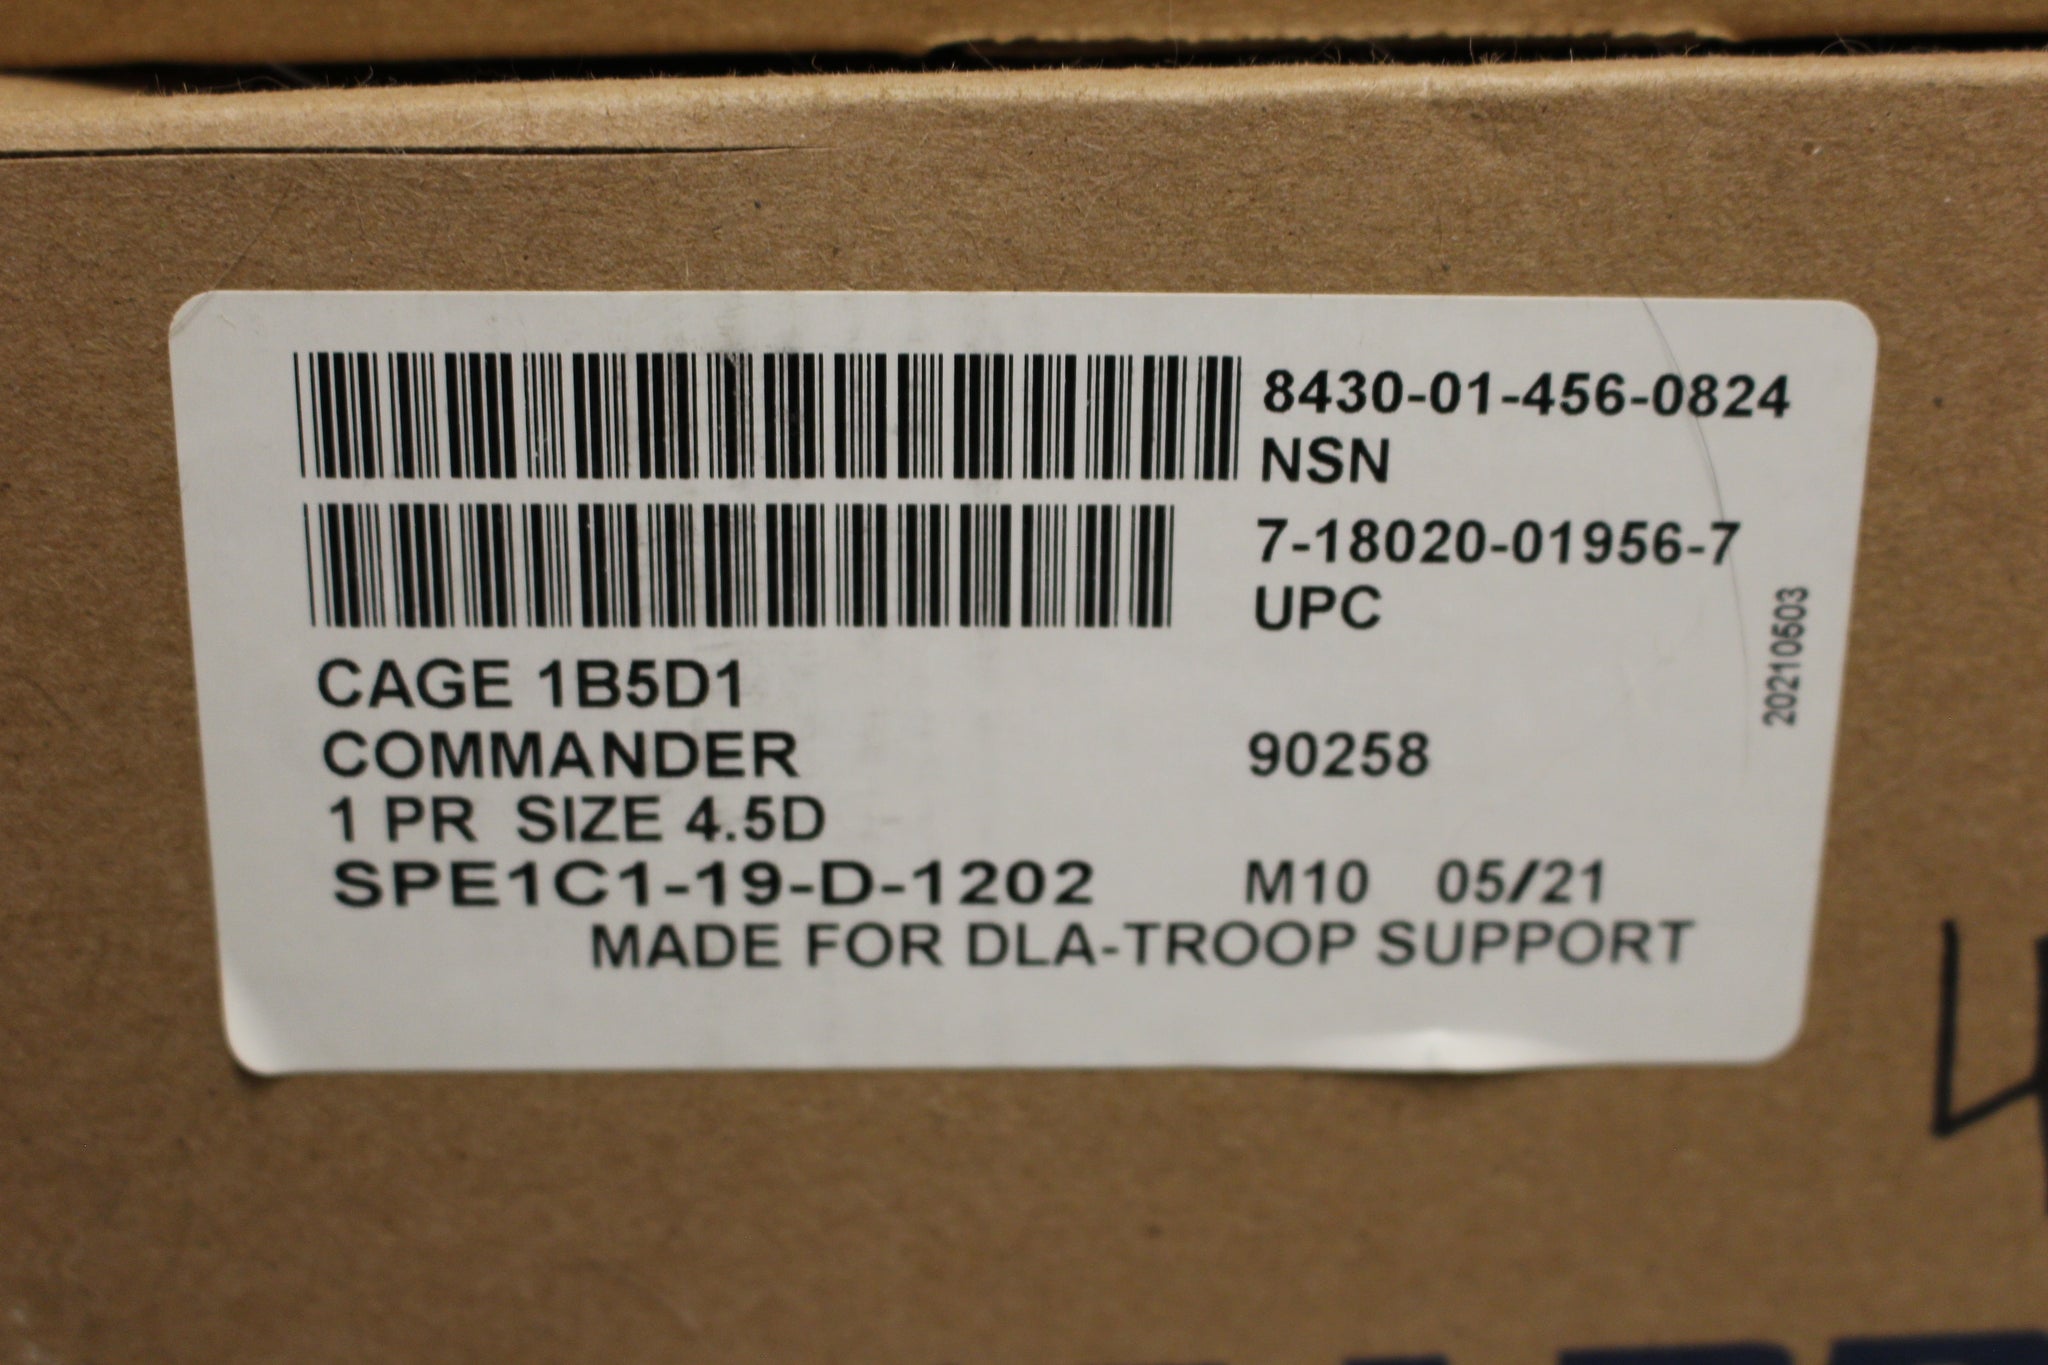 8430-01-456-0824
NSN
7-18020-01956-7
UPC
20210503
CAGE 1B5D1
COMMANDER 90258
1 PR SIZE 4.5D
SPE1C1-19-D-1202 M10 05/21
MADE FOR DLA-TROOP SUPPORT